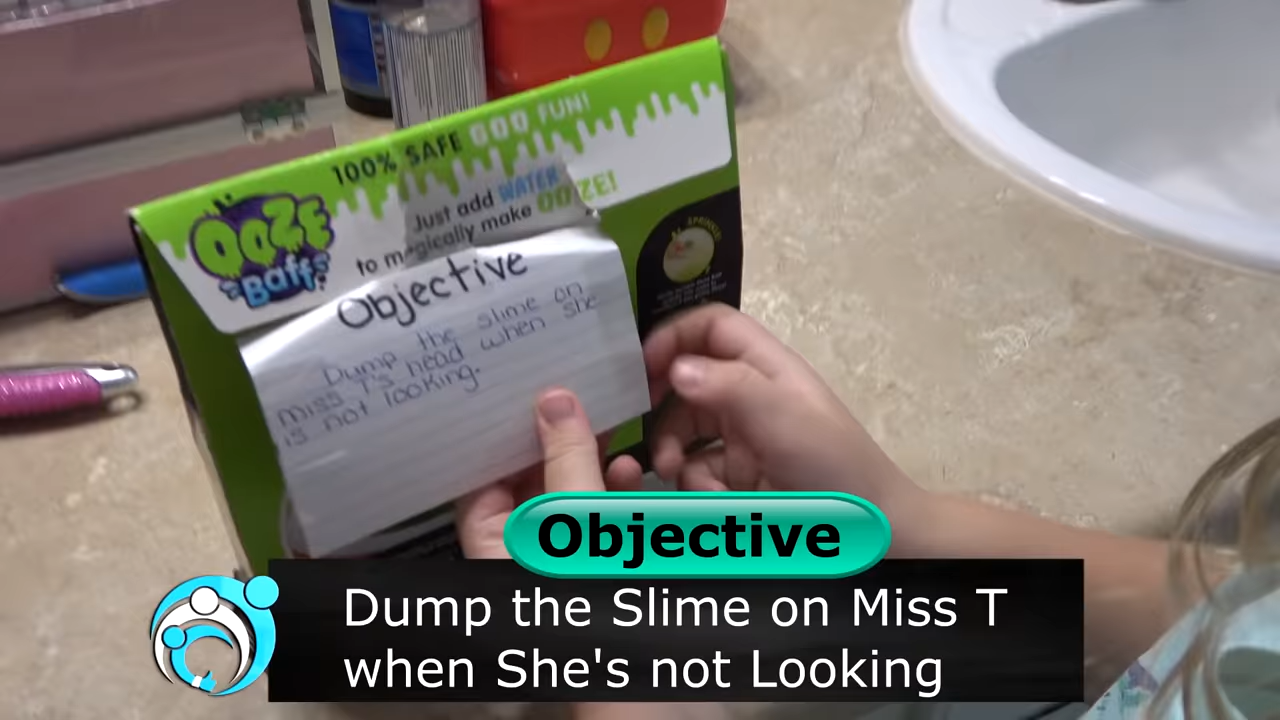 100% SAFE GOO FUN!
Just add WATER
to magically make OOZE!
OOZE
Baff
Objective
Dump the slime on
miss T's head when she
is not looking.
Objective
Dump the Slime on Miss T
when She's not Looking